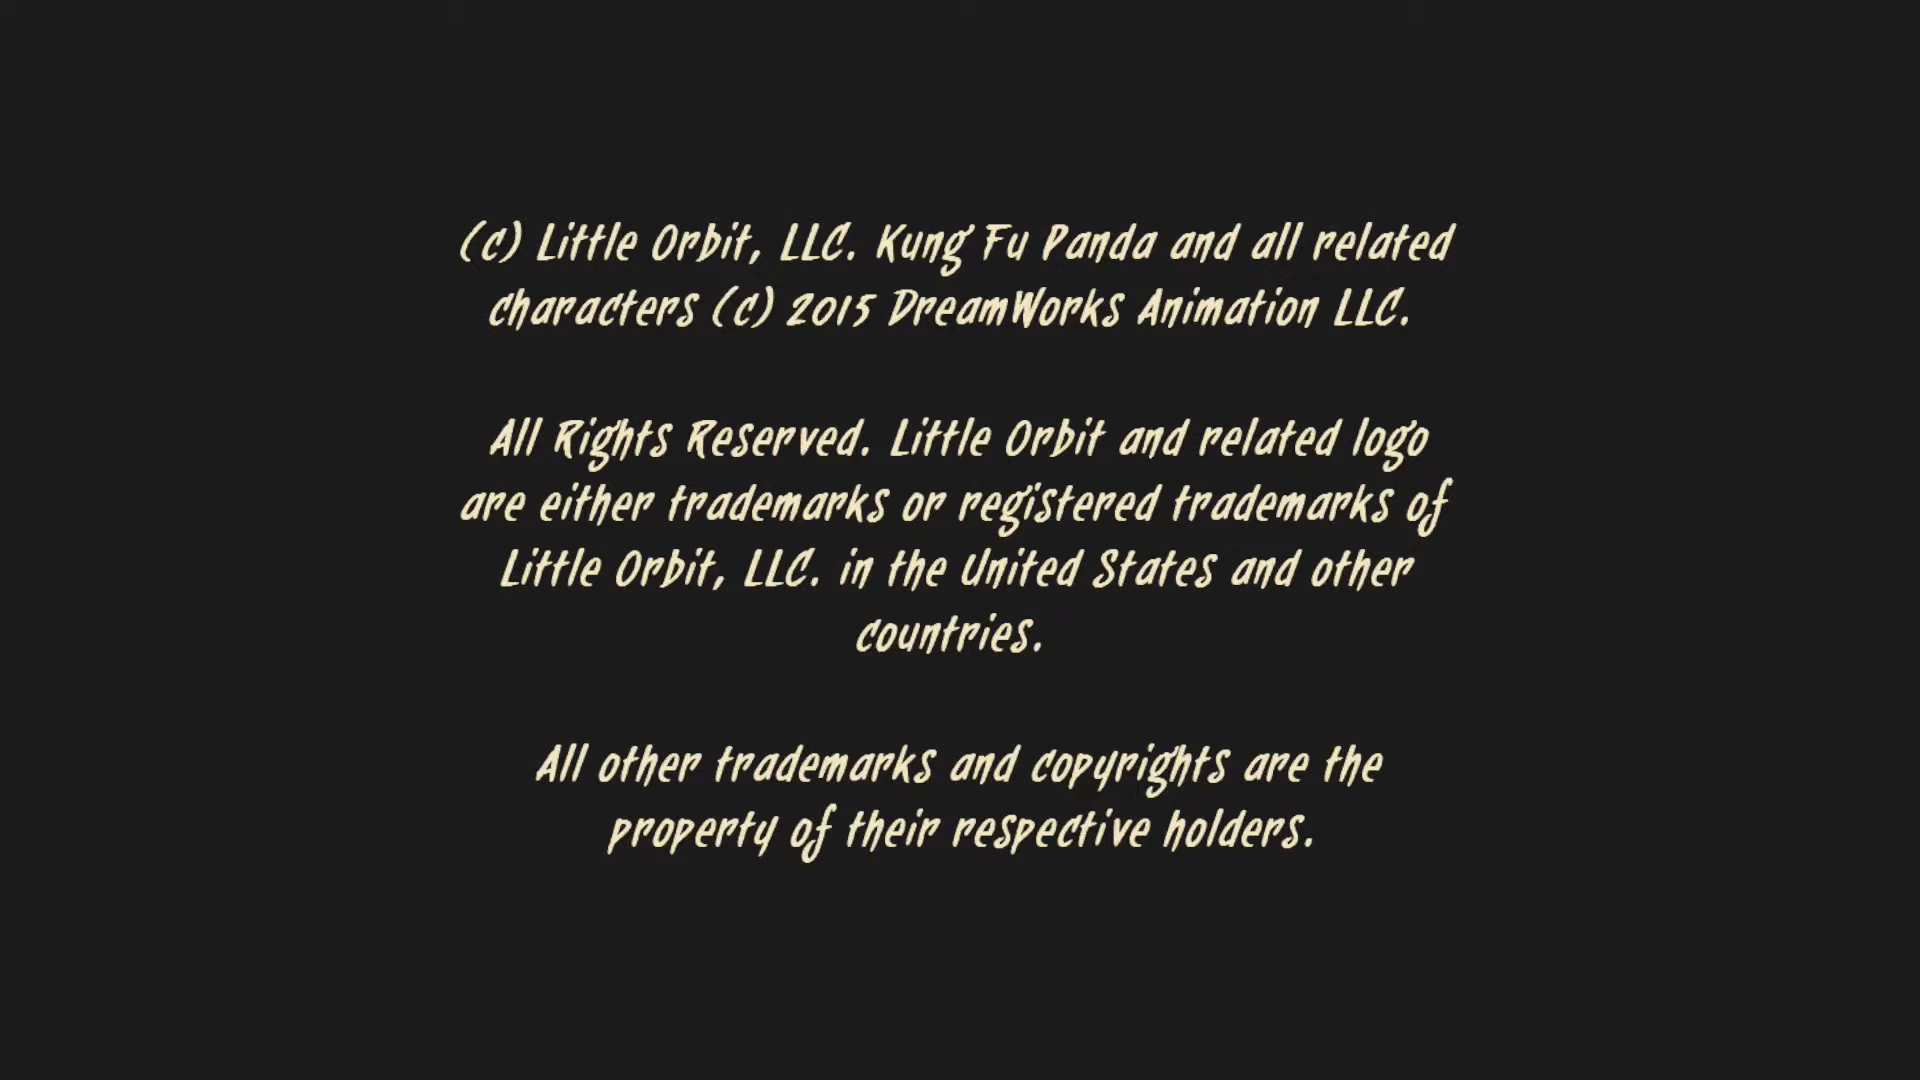 (c) Little Orbit, LLC. Kung Fu Panda and all related
characters (c) 2015 DreamWorks Animation LLC.
All Rights Reserved. Little Orbit and related logo
are either trademarks or registered trademarks of
Little Orbit, LLC. in the United States and other
countries.
All other trademarks and copyrights are the
property of their respective holders.